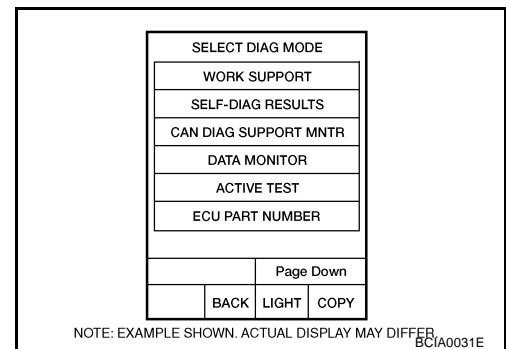 SELECT DIAG MODE
WORK SUPPORT
SELF-DIAG RESULTS
CAN DIAG SUPPORT MNTR
DATA MONITOR
ACTIVE TEST
ECU PART NUMBER
Page Down
BACK LIGHT COPY
NOTE: EXAMPLE SHOWN. ACTUAL DISPLAY MAY DIFFER.
BCIA0031E